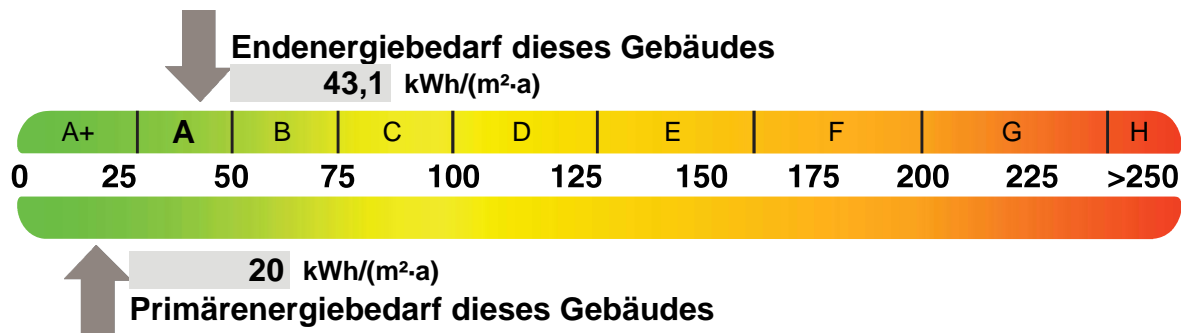 Endenergiebedarf dieses Gebäudes
43,1 kWh/(m²·a)
A+ A B C D E F G H
0 25 50 75 100 125 150 175 200 225 >250
20 kWh/(m²·a)
Primärenergiebedarf dieses Gebäudes